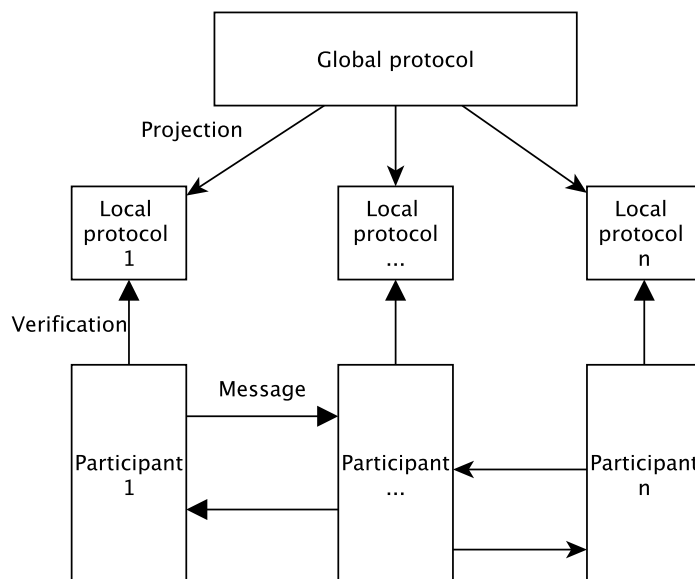 Global protocol
Projection
Local
protocol
1
Local
protocol
...
Local
protocol
n
Verification
Message
Participant
1
Participant
...
Participant
n